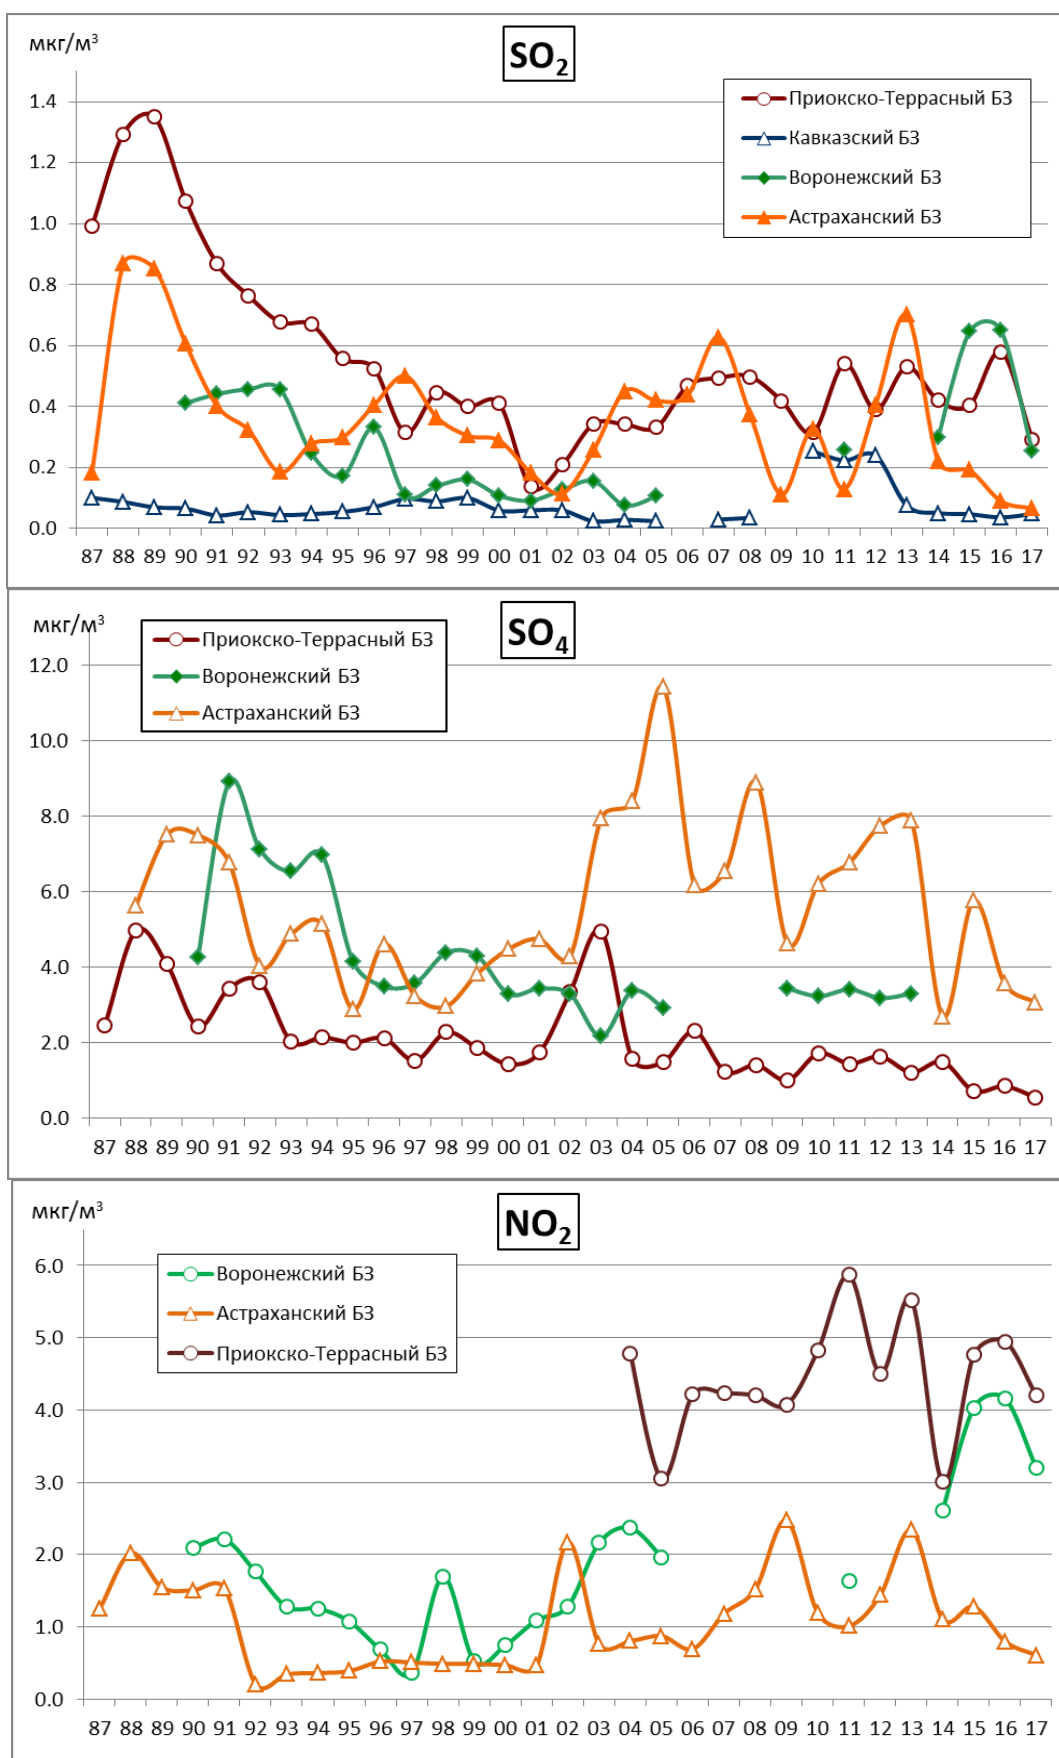 мкг/м³
SO₂
1.4
1.2
1.0
0.8
0.6
0.4
0.2
0.0
Приокско-Террасный БЗ
Кавказский БЗ
Воронежский БЗ
Астраханский БЗ
87 88 89 90 91 92 93 94 95 96 97 98 99 00 01 02 03 04 05 06 07 08 09 10 11 12 13 14 15 16 17
мкг/м³
SO₄
12.0
10.0
8.0
6.0
4.0
2.0
0.0
Приокско-Террасный БЗ
Воронежский БЗ
Астраханский БЗ
87 88 89 90 91 92 93 94 95 96 97 98 99 00 01 02 03 04 05 06 07 08 09 10 11 12 13 14 15 16 17
мкг/м³
NO₂
6.0
5.0
4.0
3.0
2.0
1.0
0.0
Воронежский БЗ
Астраханский БЗ
Приокско-Террасный БЗ
87 88 89 90 91 92 93 94 95 96 97 98 99 00 01 02 03 04 05 06 07 08 09 10 11 12 13 14 15 16 17